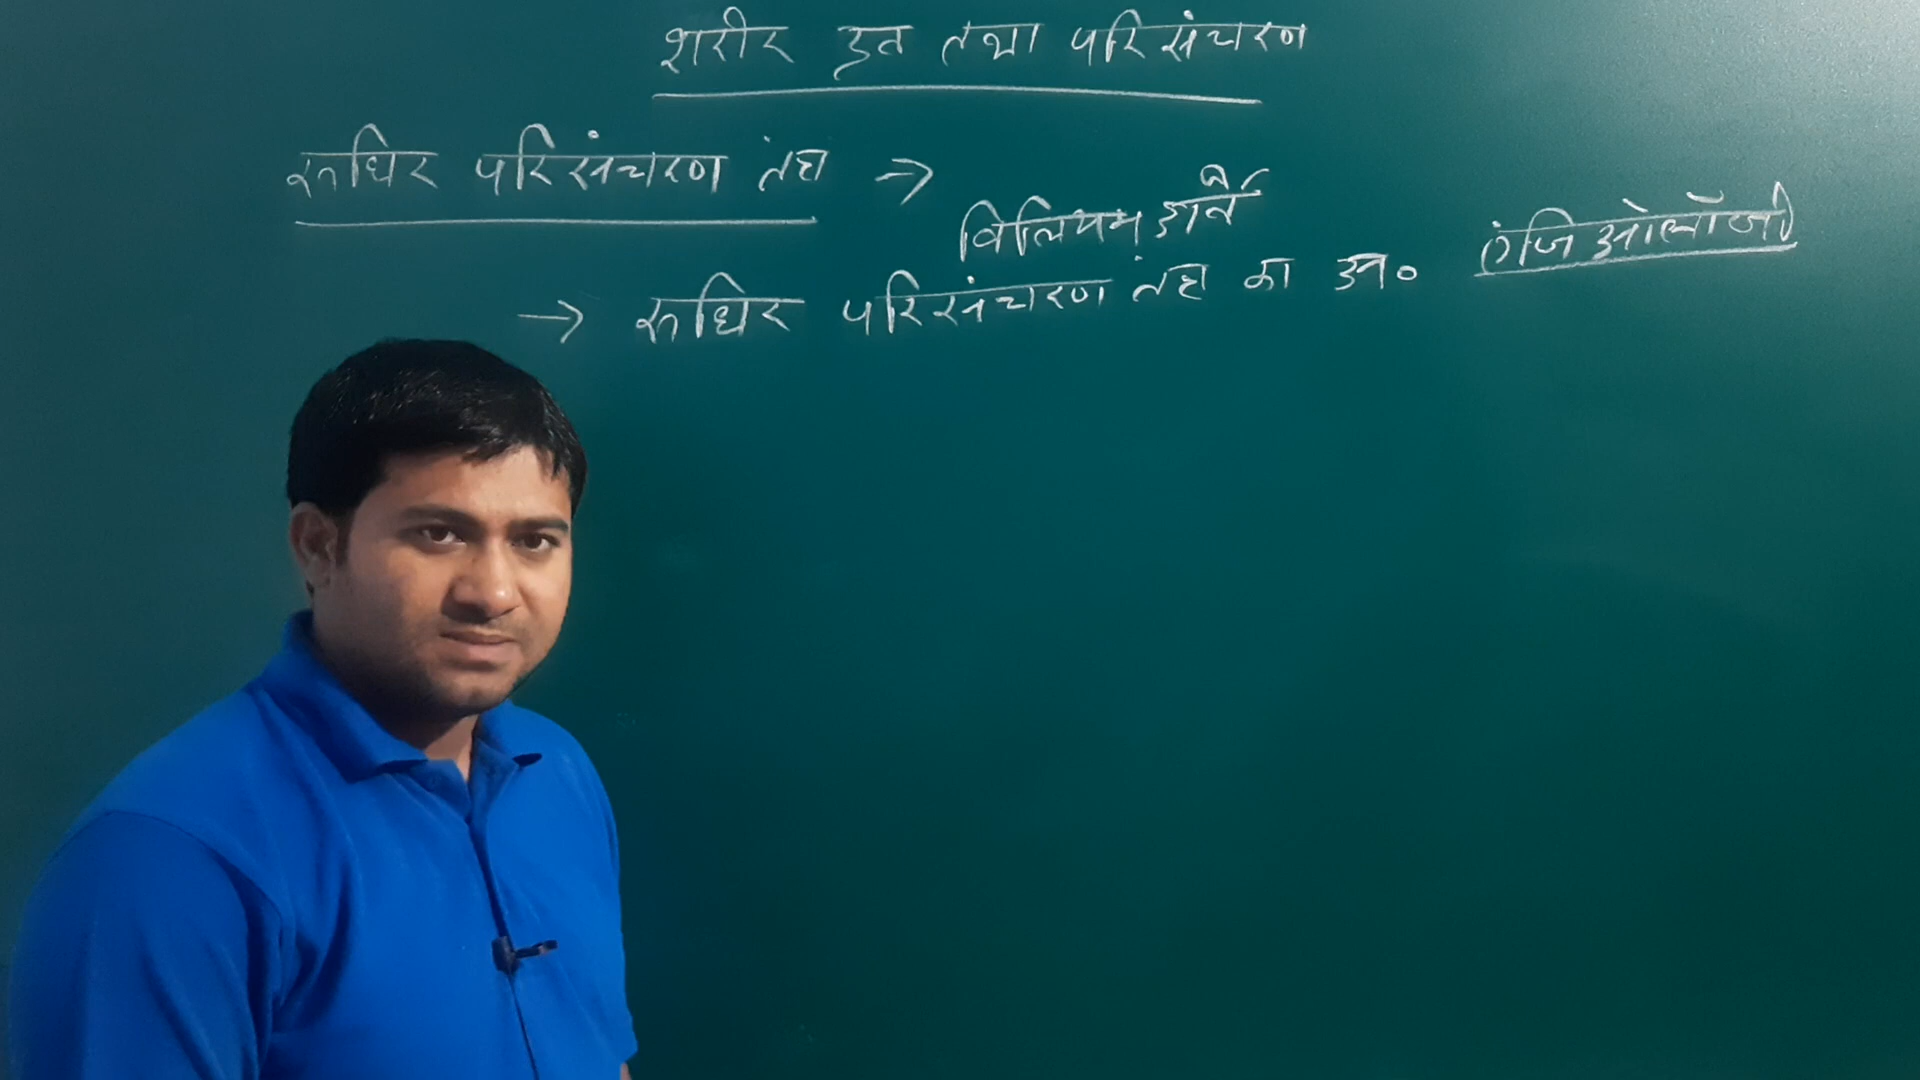 शरीर द्रव तथा परिसंचरण
रुधिर परिसंचरण तंत्र →
विलियम हार्वे
→ रुधिर परिसंचरण तंत्र का अ० एंजिओलॉजी